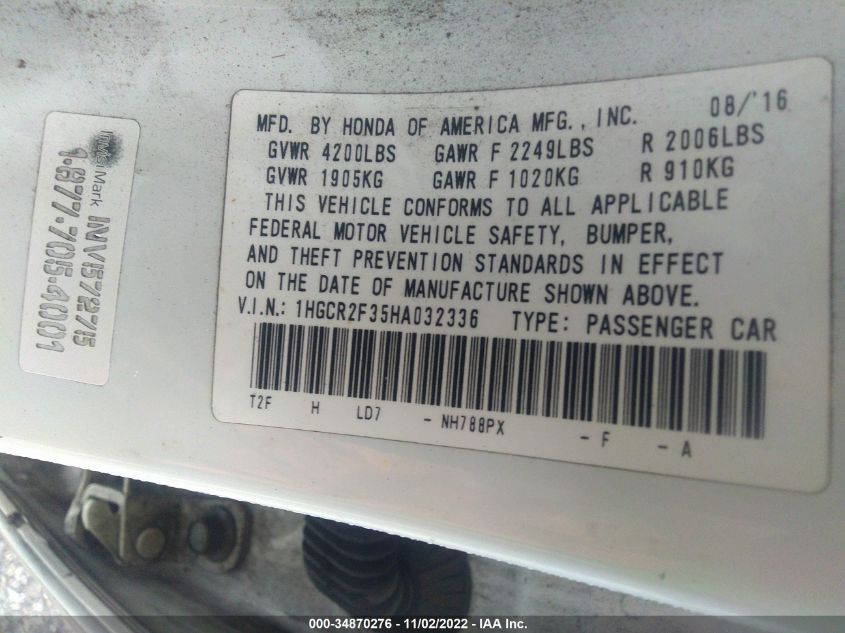 MFD. BY HONDA OF AMERICA MFG., INC. 08/'16
GVWR 4200LBS GAWR F 2249LBS R 2006LBS
GVWR 1905KG GAWR F 1020KG R 910KG
THIS VEHICLE CONFORMS TO ALL APPLICABLE
FEDERAL MOTOR VEHICLE SAFETY, BUMPER,
AND THEFT PREVENTION STANDARDS IN EFFECT
ON THE DATE OF MANUFACTURE SHOWN ABOVE.
V.I.N.: 1HGCR2F35HA032336 TYPE: PASSENGER CAR
T2F H LD7 - NH788PX - F - A
InVisiMark INV1572715
1-877-705-4001
000-34870276 - 11/02/2022 - IAA Inc.